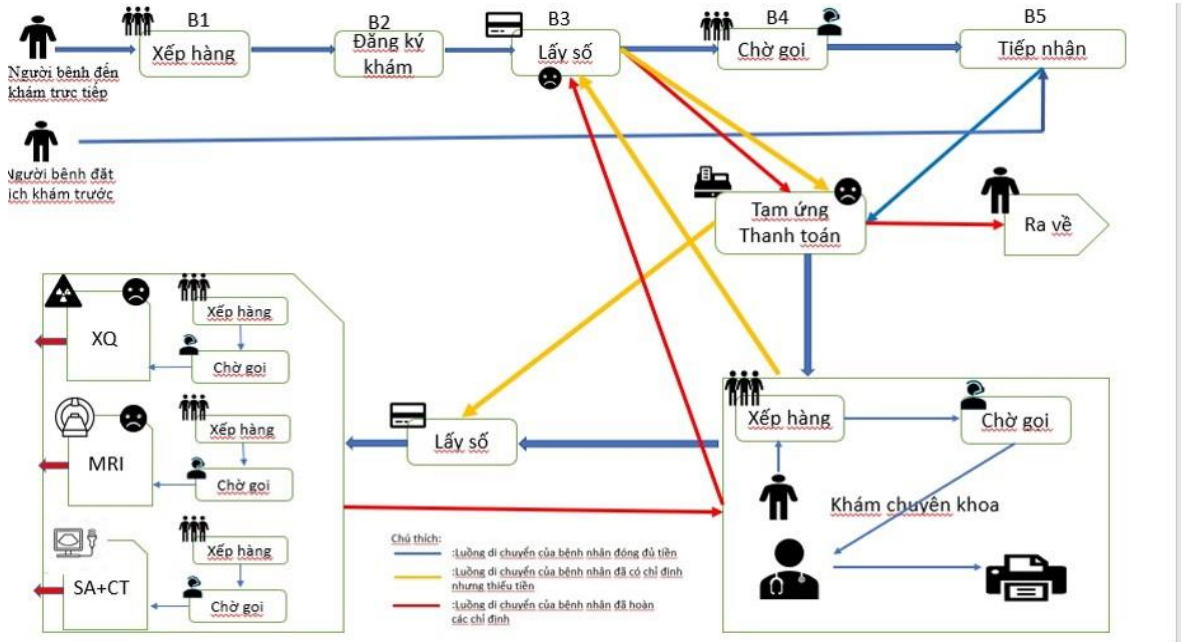 B1
B2
B3
B4
B5
Xếp hàng
Đăng ký
khám
Lấy số
Chờ gọi
Tiếp nhận
Người bệnh đến
khám trực tiếp
Người bệnh đặt
lịch khám trước
Tạm ứng
Thanh toán
Ra về
XQ
Xếp hàng
Chờ gọi
MRI
Xếp hàng
Chờ gọi
SA+CT
Xếp hàng
Chờ gọi
Lấy số
Xếp hàng
Chờ gọi
Khám chuyên khoa
Chú thích:
:Luồng di chuyển của bệnh nhân đóng đủ tiền
:Luồng di chuyển của bệnh nhân đã có chỉ định
nhưng thiếu tiền
:Luồng di chuyển của bệnh nhân đã hoàn
các chỉ định